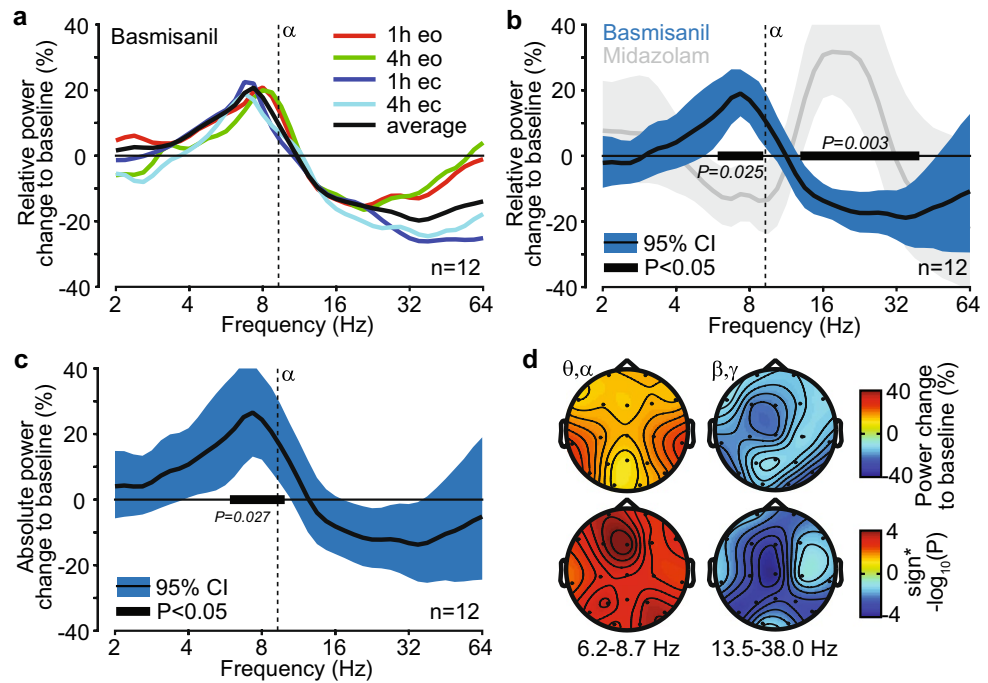 a
Basmisanil
α
1h eo
4h eo
1h ec
4h ec
average
Relative power
change to baseline (%)
40
20
0
-20
-40
n=12
2 4 8 16 32 64
Frequency (Hz)
b
Basmisanil
Midazolam
α
Relative power
change to baseline (%)
40
20
0
-20
-40
P=0.003
P=0.025
95% CI
P<0.05
n=12
2 4 8 16 32 64
Frequency (Hz)
c
α
Absolute power
change to baseline (%)
40
20
0
-20
-40
P=0.027
95% CI
P<0.05
n=12
2 4 8 16 32 64
Frequency (Hz)
d
θ,α
β,γ
40
20
0
-20
-40
Power change
to baseline (%)
4
2
0
-2
-4
sign*
-log10(P)
6.2-8.7 Hz
13.5-38.0 Hz